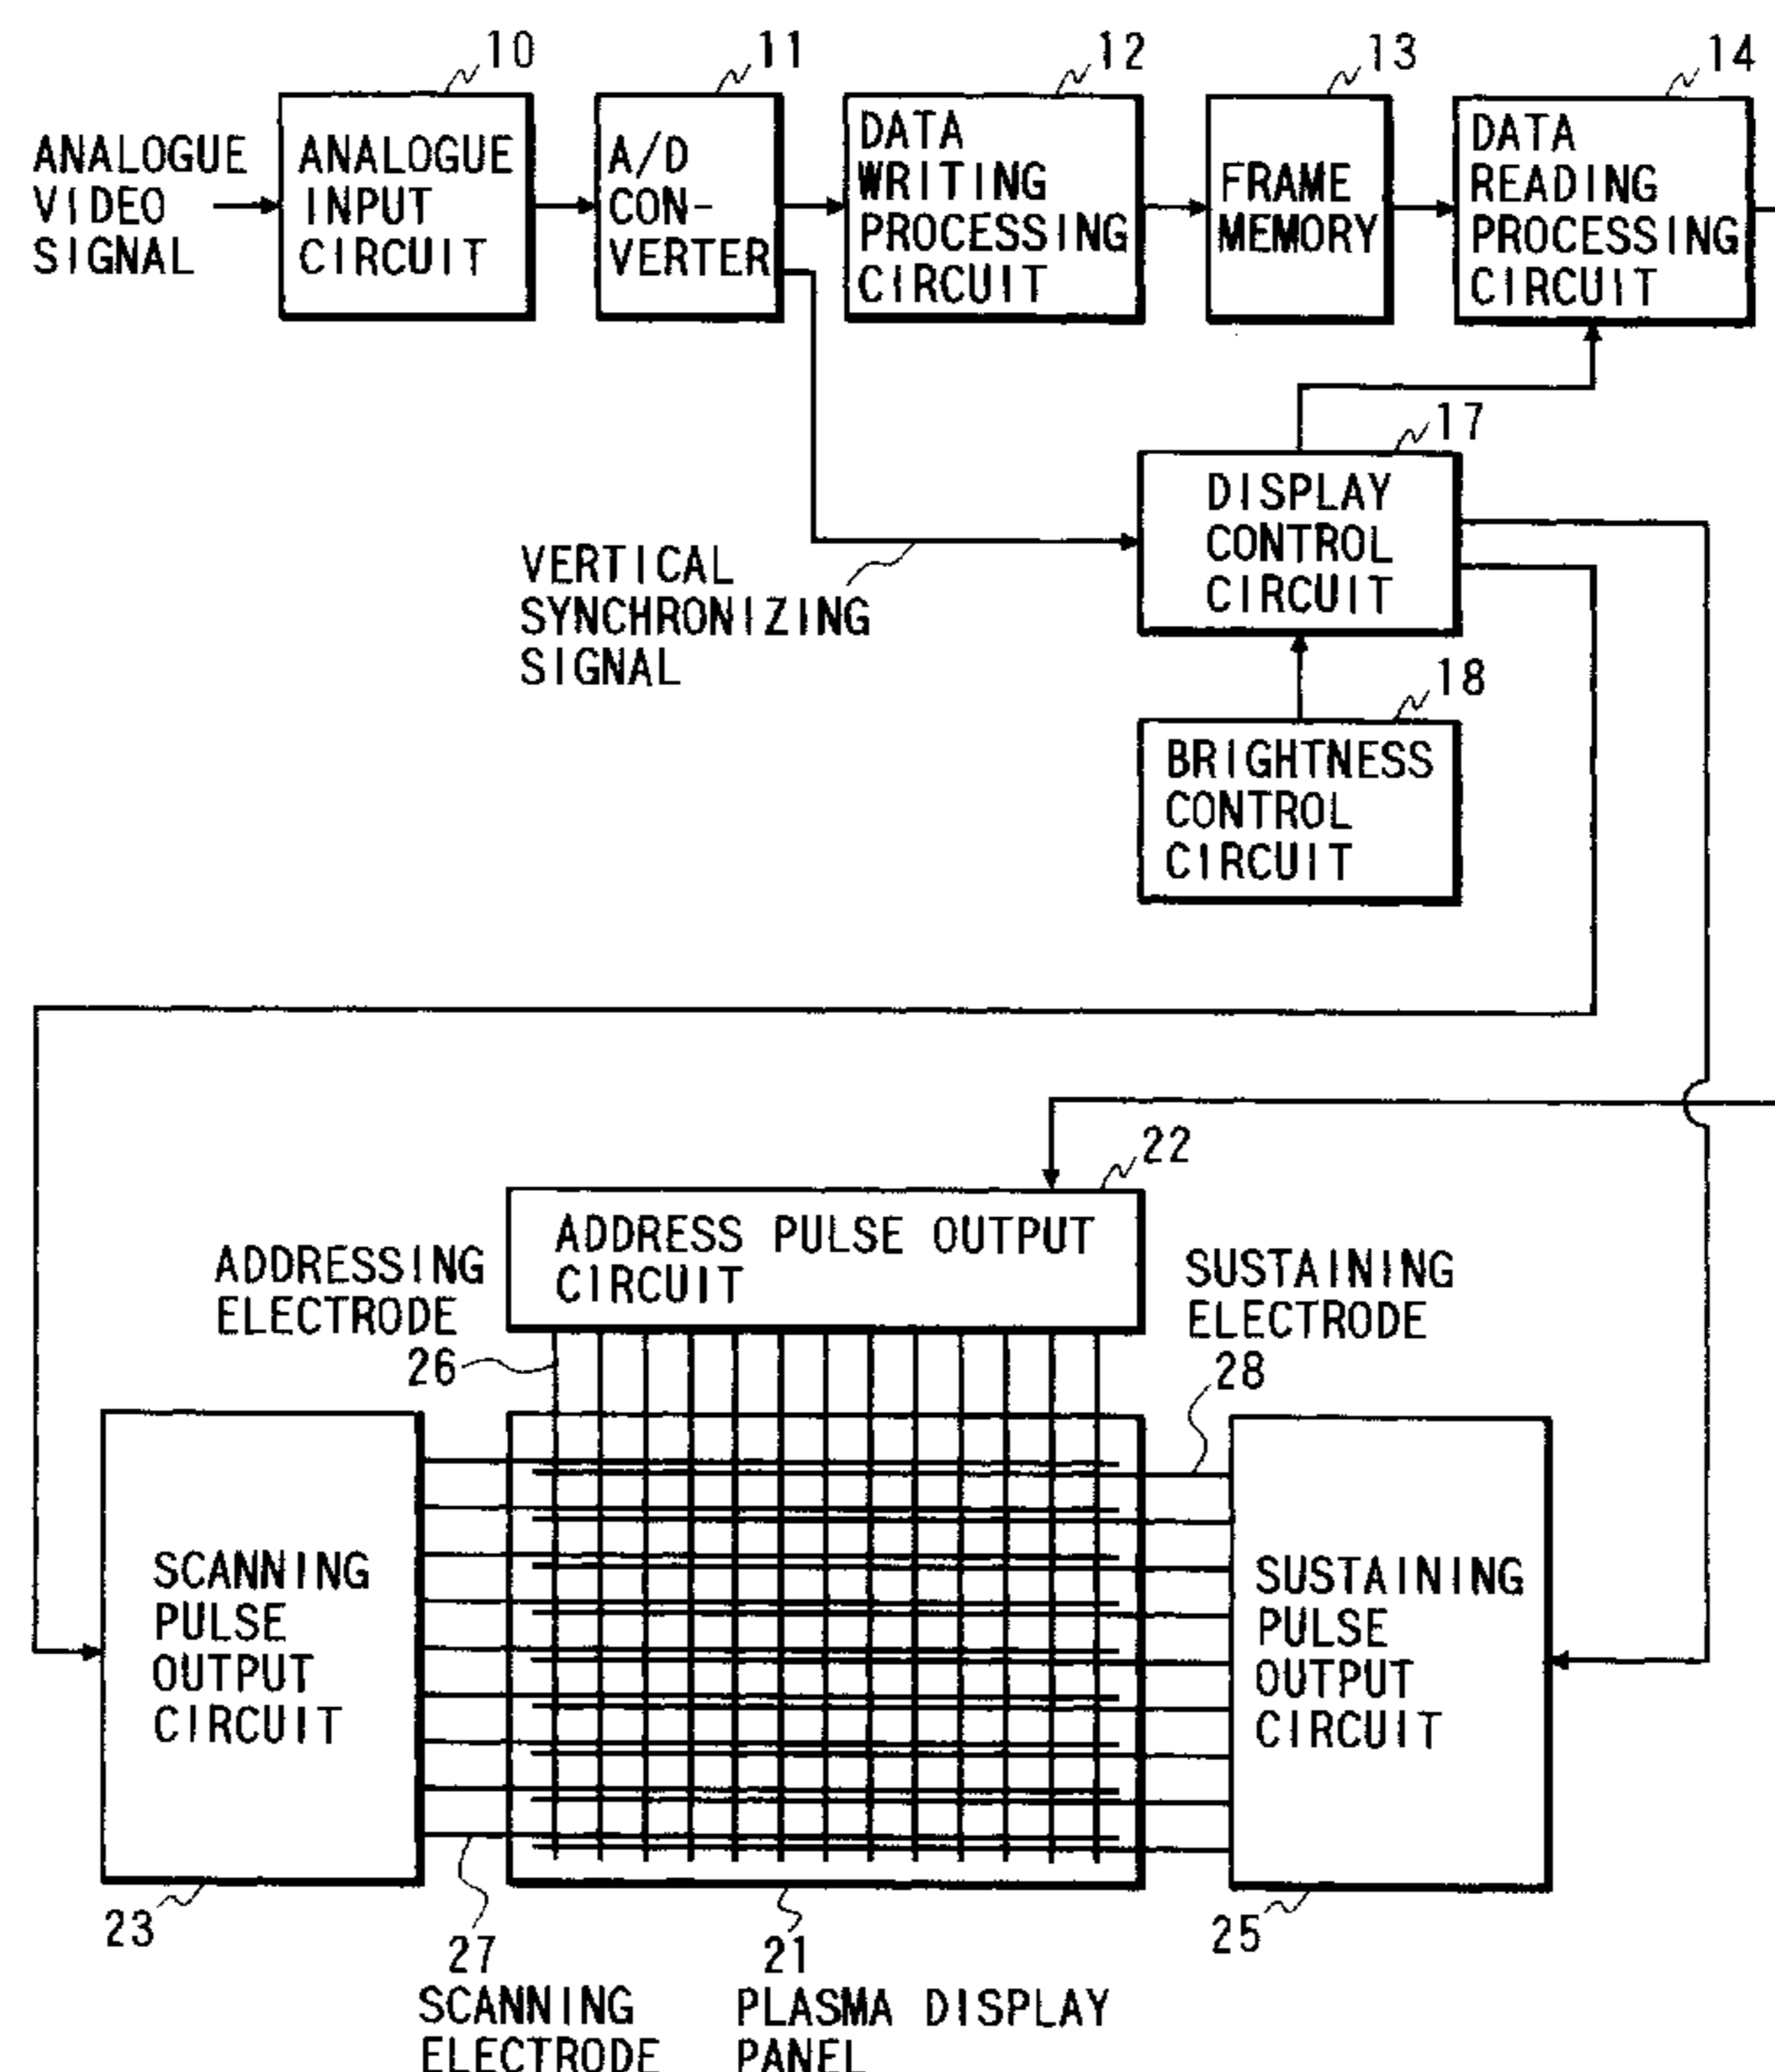 10
11
12
13
14
ANALOGUE
VIDEO
SIGNAL
ANALOGUE
INPUT
CIRCUIT
A/D
CON-
VERTER
DATA
WRITING
PROCESSING
CIRCUIT
FRAME
MEMORY
DATA
READING
PROCESSING
CIRCUIT
17
DISPLAY
CONTROL
CIRCUIT
VERTICAL
SYNCHRONIZING
SIGNAL
18
BRIGHTNESS
CONTROL
CIRCUIT
22
ADDRESS PULSE OUTPUT
CIRCUIT
ADDRESSING
ELECTRODE
26
SUSTAINING
ELECTRODE
28
SCANNING
PULSE
OUTPUT
CIRCUIT
SUSTAINING
PULSE
OUTPUT
CIRCUIT
23
27
SCANNING
ELECTRODE
21
PLASMA DISPLAY
PANEL
25